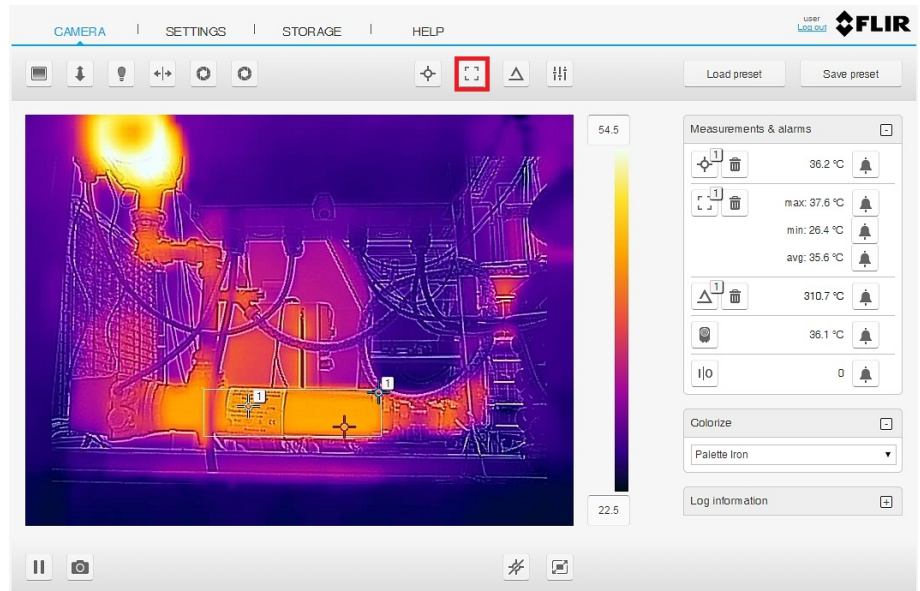 CAMERA | SETTINGS | STORAGE | HELP
user
Log out
FLIR
Load preset
Save preset
54.5
22.5
1
1
Measurements & alarms
1
36.2 °C
1
max: 37.6 °C
min: 26.4 °C
avg: 35.6 °C
1
310.7 °C
36.1 °C
I|O
0
Colorize
Palette Iron
Log information